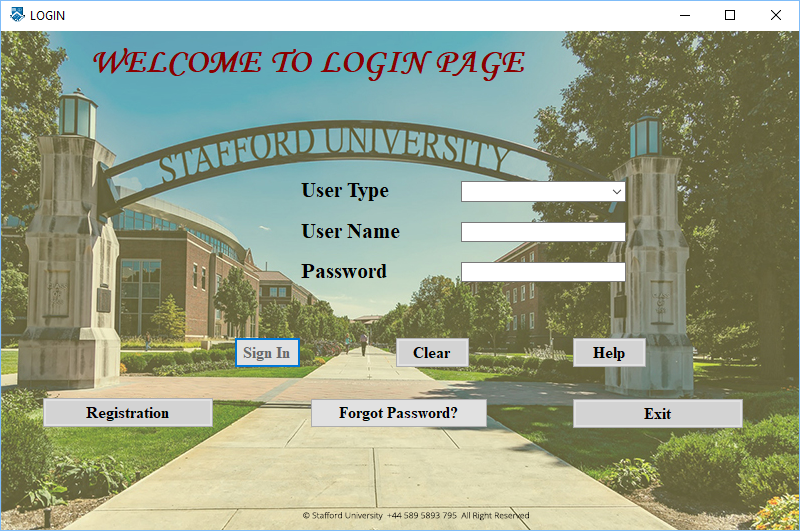 LOGIN
WELCOME TO LOGIN PAGE
STAFFORD UNIVERSITY
User Type
User Name
Password
Sign In Clear Help
Registration Forgot Password? Exit
© Stafford University +44 589 5893 795 All Right Reserved